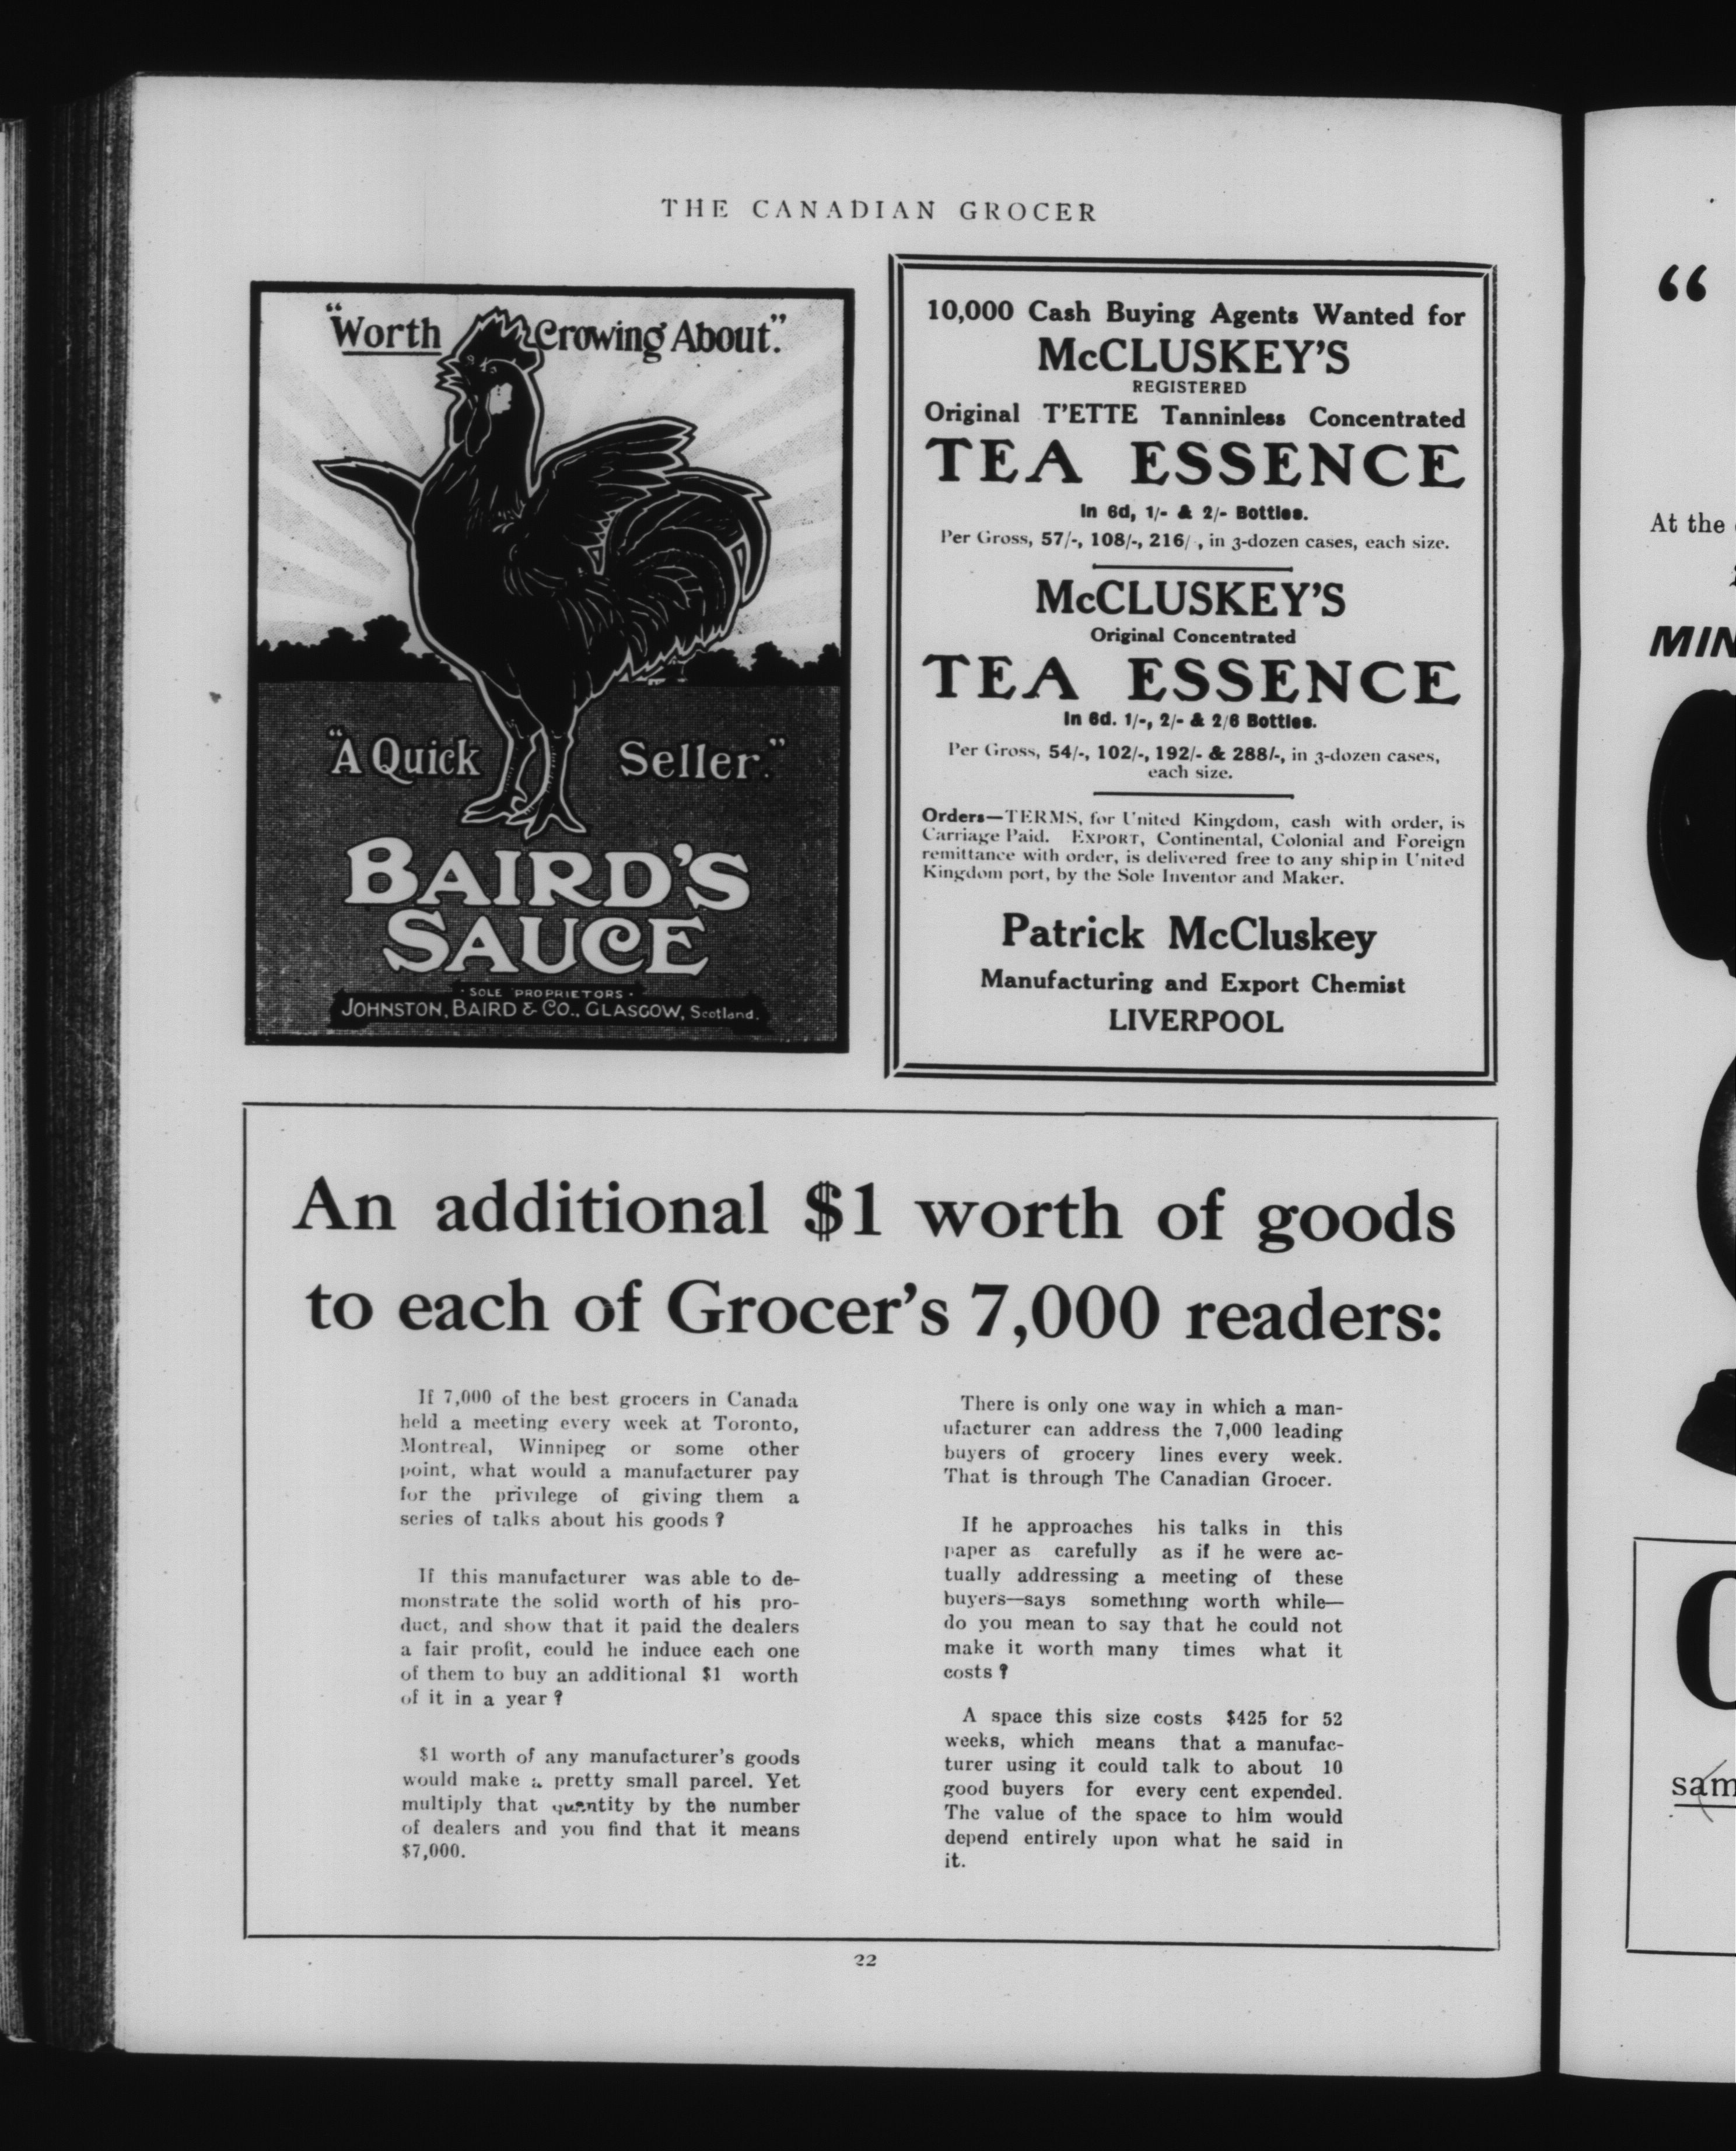 THE CANADIAN GROCER
"Worth Crowing About."
"A Quick Seller."
BAIRD'S
SAUCE
· SOLE PROPRIETORS ·
JOHNSTON, BAIRD & CO., GLASGOW, Scotland.
10,000 Cash Buying Agents Wanted for
McCLUSKEY'S
REGISTERED
Original T'ETTE Tanninless Concentrated
TEA ESSENCE
In 6d, 1/- & 2/- Bottles.
Per Gross, 57/-, 108/-, 216/ , in 3-dozen cases, each size.
McCLUSKEY'S
Original Concentrated
TEA ESSENCE
In 6d. 1/-, 2/- & 2/6 Bottles.
Per Gross, 54/-, 102/-, 192/- & 288/-, in 3-dozen cases,
each size.
Orders—TERMS, for United Kingdom, cash with order, is
Carriage Paid. EXPORT, Continental, Colonial and Foreign
remittance with order, is delivered free to any ship in United
Kingdom port, by the Sole Inventor and Maker.
Patrick McCluskey
Manufacturing and Export Chemist
LIVERPOOL
An additional $1 worth of goods
to each of Grocer's 7,000 readers:
If 7,000 of the best grocers in Canada
held a meeting every week at Toronto,
Montreal, Winnipeg or some other
point, what would a manufacturer pay
for the privilege of giving them a
series of talks about his goods?
If this manufacturer was able to de-
monstrate the solid worth of his pro-
duct, and show that it paid the dealers
a fair profit, could he induce each one
of them to buy an additional $1 worth
of it in a year?
$1 worth of any manufacturer's goods
would make a pretty small parcel. Yet
multiply that quantity by the number
of dealers and you find that it means
$7,000.
There is only one way in which a man-
ufacturer can address the 7,000 leading
buyers of grocery lines every week.
That is through The Canadian Grocer.
If he approaches his talks in this
paper as carefully as if he were ac-
tually addressing a meeting of these
buyers—says something worth while—
do you mean to say that he could not
make it worth many times what it
costs?
A space this size costs $425 for 52
weeks, which means that a manufac-
turer using it could talk to about 10
good buyers for every cent expended.
The value of the space to him would
depend entirely upon what he said in
it.
22
"
At the
MIN
sam